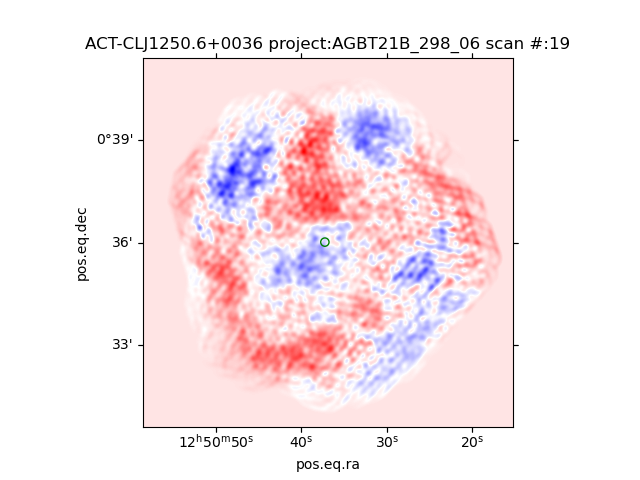 ACT-CLJ1250.6+0036 project:AGBT21B_298_06 scan #:19
0°39'
36'
33'
pos.eq.dec
12ʰ50ᵐ50ˢ 40ˢ 30ˢ 20ˢ
pos.eq.ra